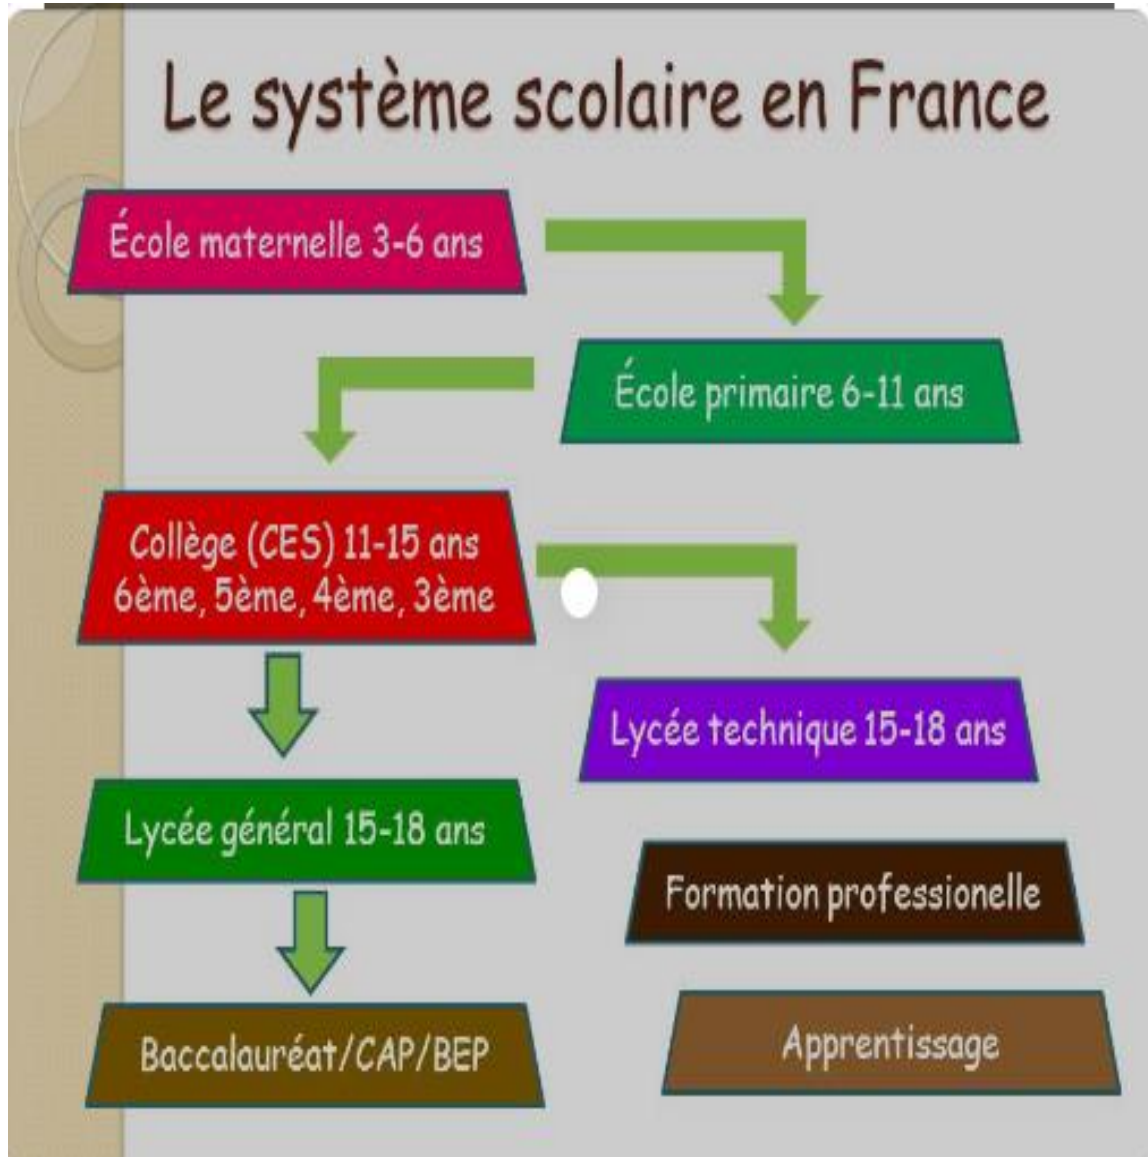 Le système scolaire en France
École maternelle 3-6 ans
École primaire 6-11 ans
Collège (CES) 11-15 ans
6ème, 5ème, 4ème, 3ème
Lycée technique 15-18 ans
Lycée général 15-18 ans
Formation professionelle
Baccalauréat/CAP/BEP
Apprentissage